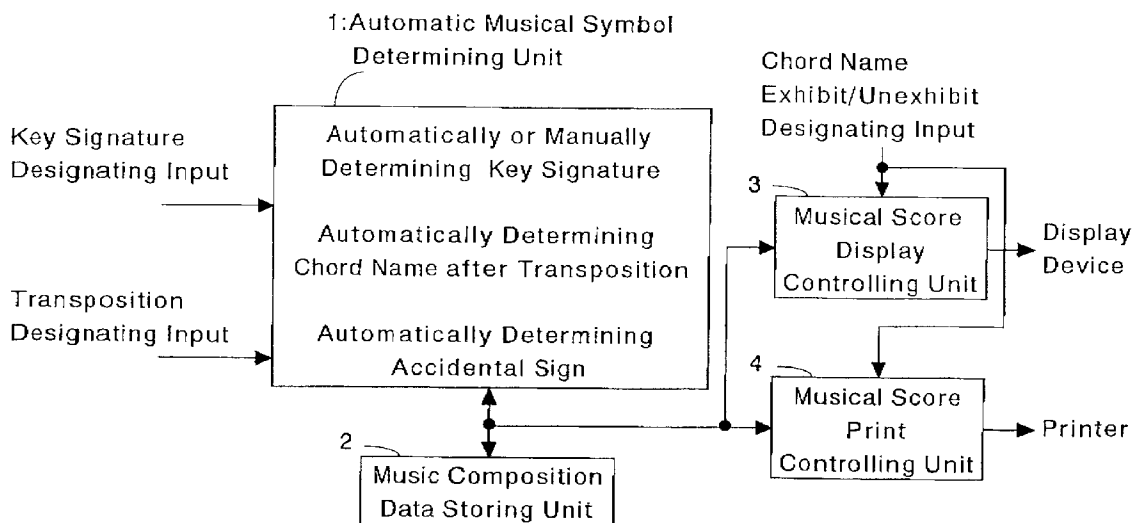 1:Automatic Musical Symbol
Determining Unit
Key Signature
Designating Input
Transposition
Designating Input
Automatically or Manually
Determining Key Signature
Automatically Determining
Chord Name after Transposition
Automatically Determining
Accidental Sign
2
Music Composition
Data Storing Unit
Chord Name
Exhibit/Unexhibit
Designating Input
3
Musical Score
Display
Controlling Unit
Display
Device
4
Musical Score
Print
Controlling Unit
Printer